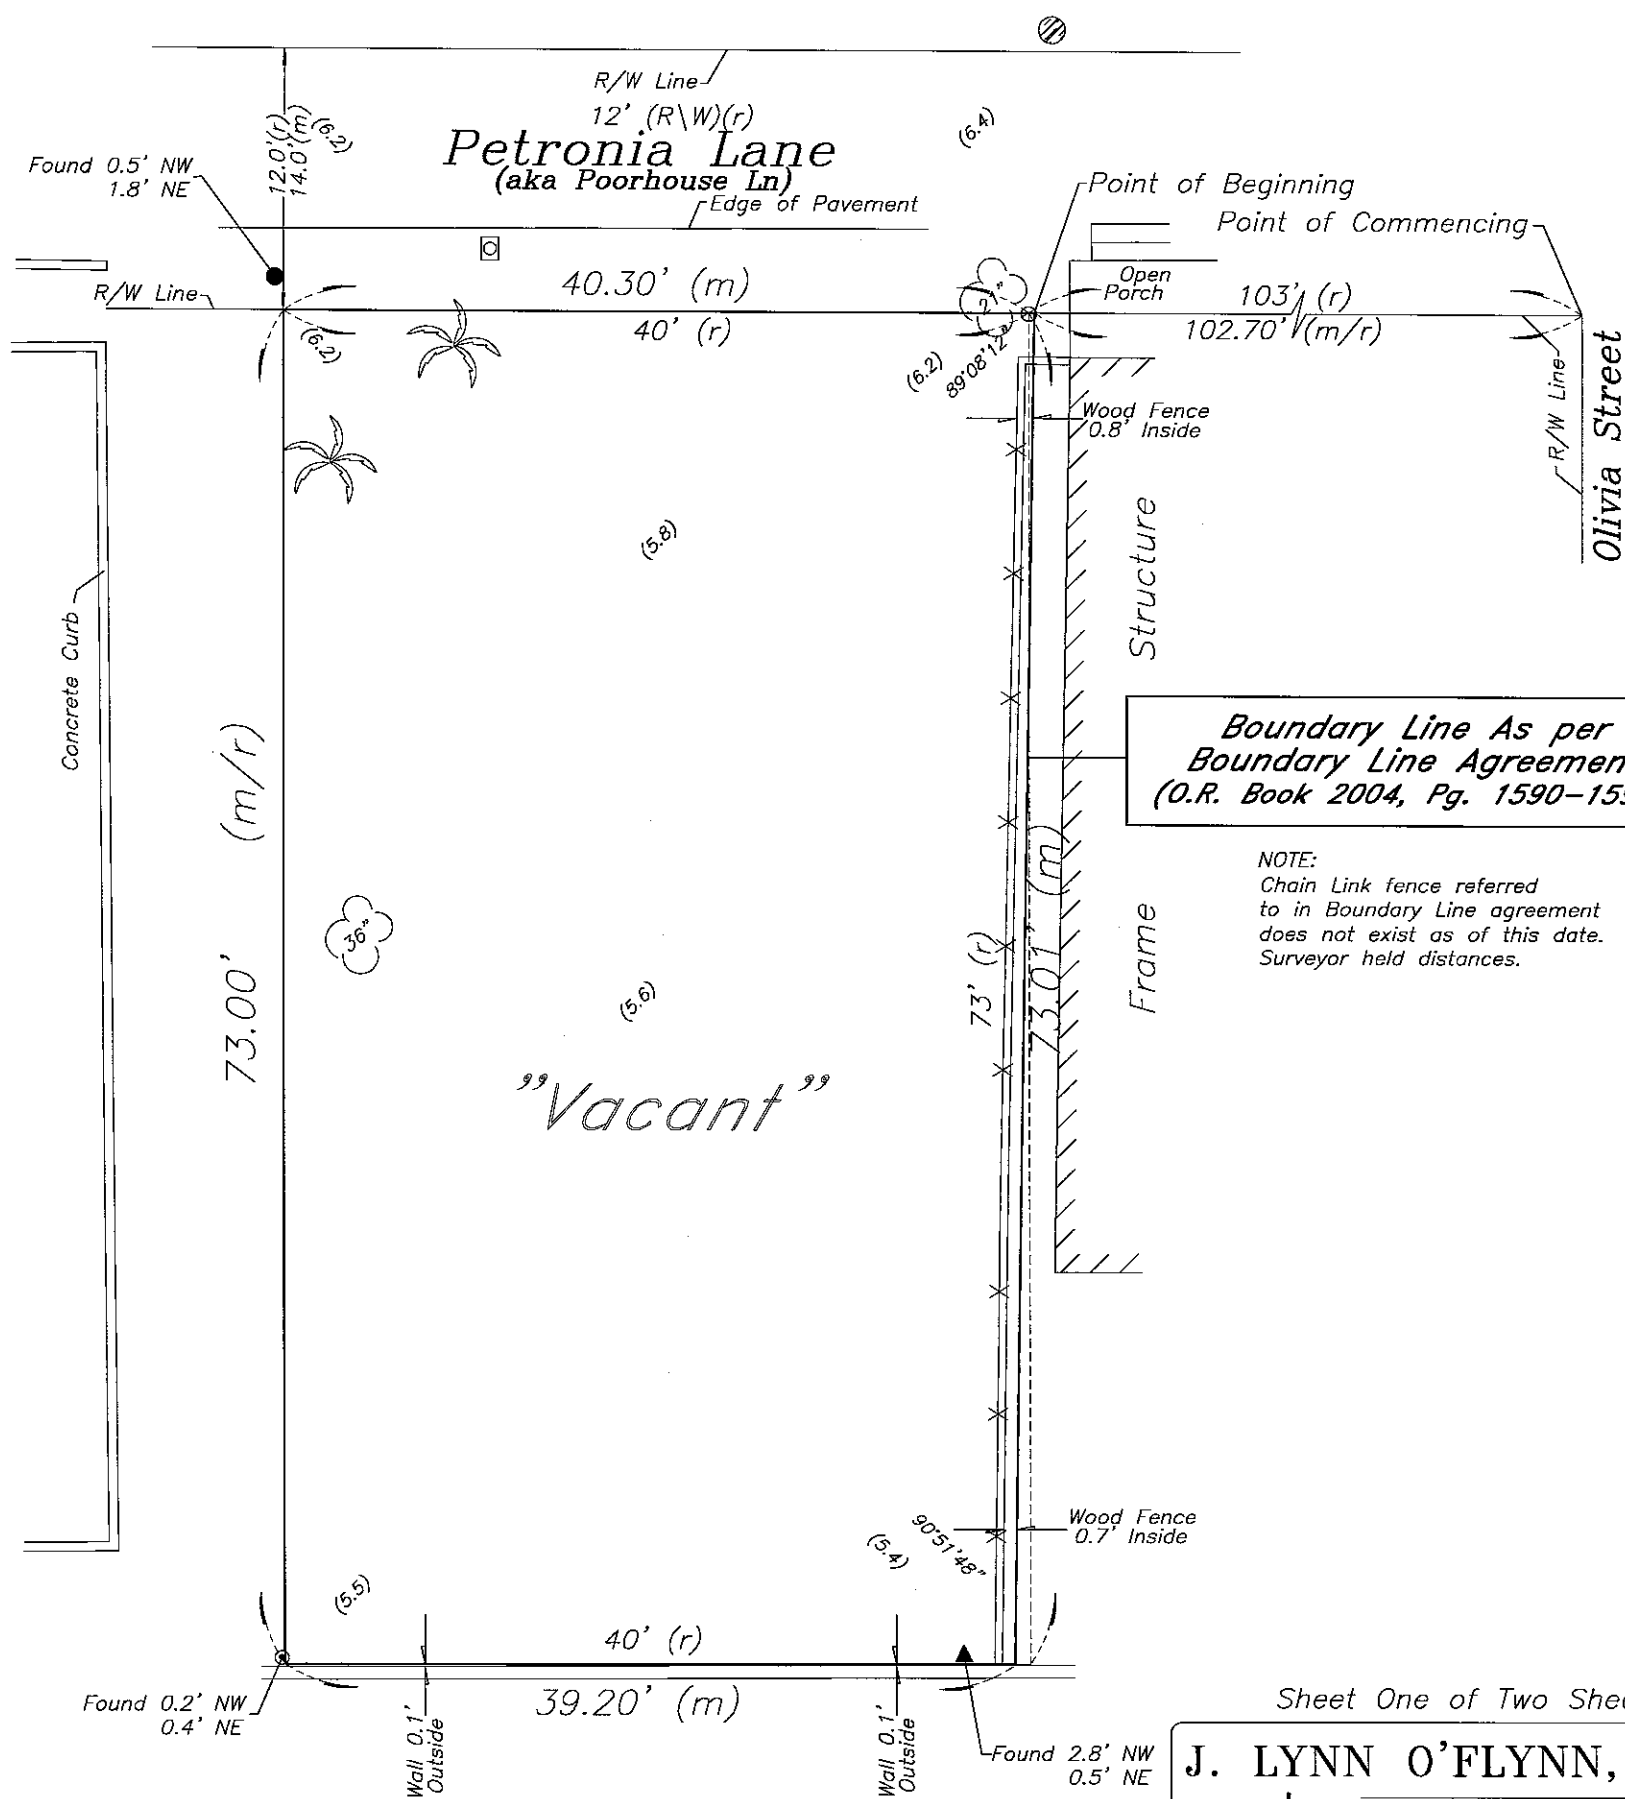 R/W Line
12' (R\W)(r)
Petronia Lane
(aka Poorhouse Ln)
Edge of Pavement
12.0'(r)
14.0'(m)
(6.2)
(6.4)
Found 0.5' NW
1.8' NE
Point of Beginning
Point of Commencing
R/W Line
40.30' (m)
40' (r)
Open
Porch
103' (r)
102.70' (m/r)
(6.2)
(6.2)
89°08'12"
R/W Line
Olivia Street
Wood Fence
0.8' Inside
(5.8)
Concrete Curb
73.00' (m/r)
Frame Structure
Boundary Line As per
Boundary Line Agreemen
(O.R. Book 2004, Pg. 1590-15
NOTE:
Chain Link fence referred
to in Boundary Line agreement
does not exist as of this date.
Surveyor held distances.
36"
73' (r)
73.01' (m)
(5.6)
"Vacant"
Wood Fence
0.7' Inside
90°51'48"
(5.4)
(5.5)
40' (r)
39.20' (m)
Found 0.2' NW
0.4' NE
Wall 0.1'
Outside
Wall 0.1'
Outside
Found 2.8' NW
0.5' NE
Sheet One of Two She
J. LYNN O'FLYNN,